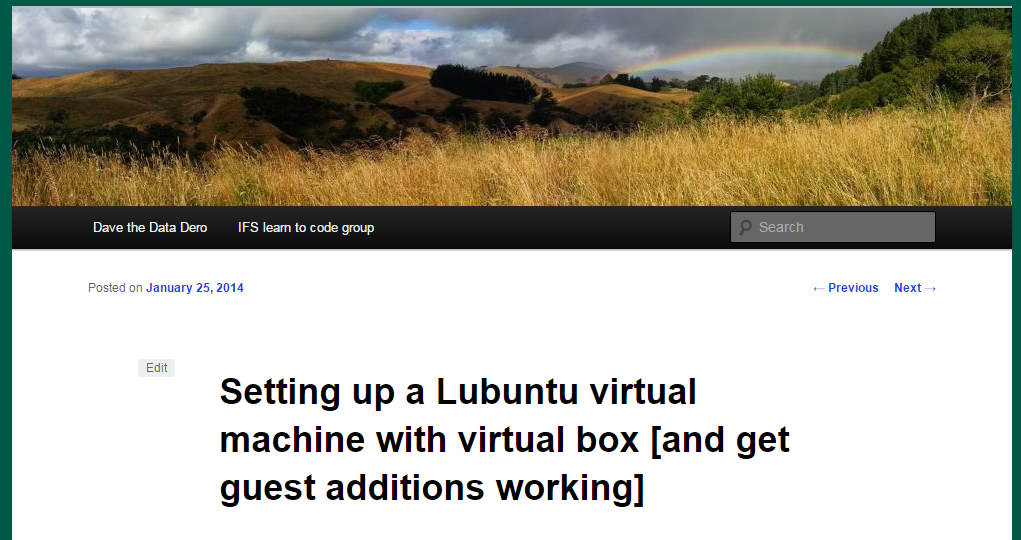 Dave the Data Dero IFS learn to code group Search
Posted on January 25, 2014 ← Previous Next →
Edit
Setting up a Lubuntu virtual
machine with virtual box [and get
guest additions working]